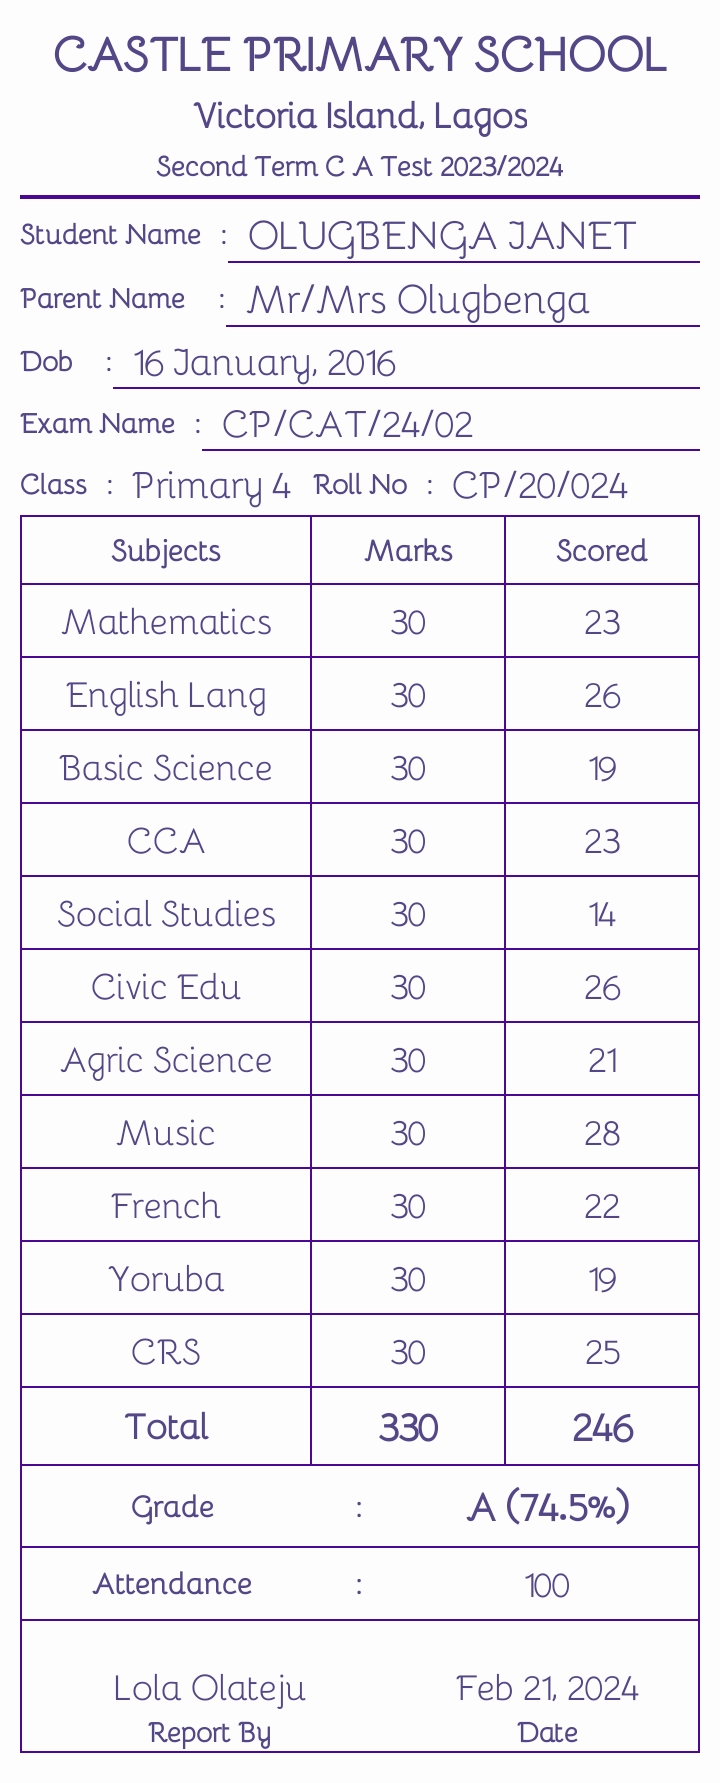 CASTLE PRIMARY SCHOOL
Victoria Island, Lagos
Second Term C A Test 2023/2024
Student Name : OLUGBENGA JANET
Parent Name : Mr/Mrs Olugbenga
Dob : 16 January, 2016
Exam Name : CP/CAT/24/02
Class : Primary 4 Roll No : CP/20/024
Subjects Marks Scored
Mathematics 30 23
English Lang 30 26
Basic Science 30 19
CCA 30 23
Social Studies 30 14
Civic Edu 30 26
Agric Science 30 21
Music 30 28
French 30 22
Yoruba 30 19
CRS 30 25
Total 330 246
Grade : A (74.5%)
Attendance : 100
Lola Olateju Feb 21, 2024
Report By Date